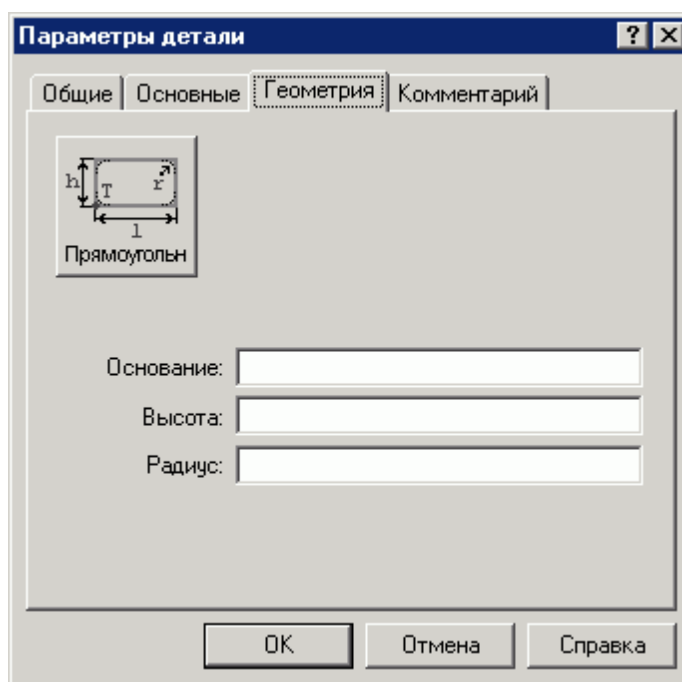 Параметры детали
Общие Основные Геометрия Комментарий
h T r
l
Прямоугольн
Основание:
Высота:
Радиус:
OK Отмена Справка